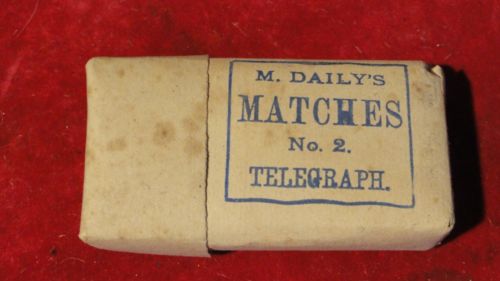 M. DAILY'S
MATCHES
No. 2.
TELEGRAPH.